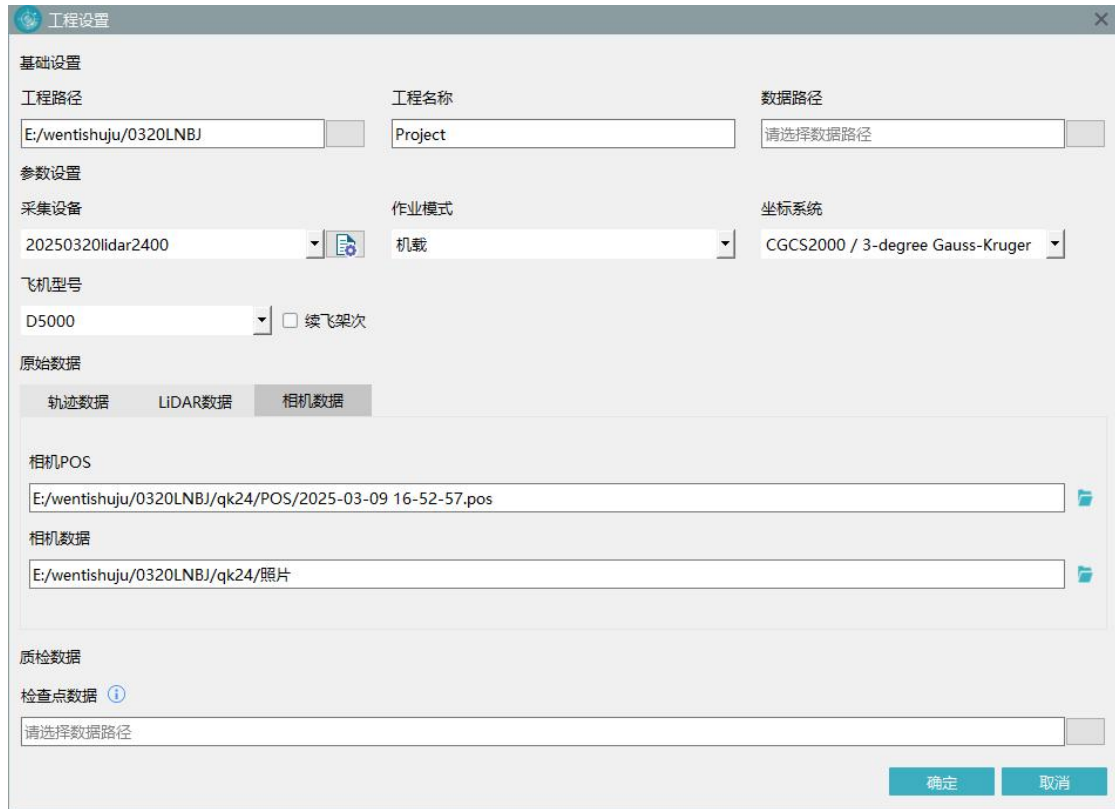 工程设置
基础设置
工程路径 工程名称 数据路径
E:/wentishuju/0320LNBJ Project 请选择数据路径
参数设置
采集设备 作业模式 坐标系统
20250320lidar2400 机载 CGCS2000 / 3-degree Gauss-Kruger
飞机型号
D5000 续飞架次
原始数据
轨迹数据 LiDAR数据 相机数据
相机POS
E:/wentishuju/0320LNBJ/qk24/POS/2025-03-09 16-52-57.pos
相机数据
E:/wentishuju/0320LNBJ/qk24/照片
质检数据
检查点数据
请选择数据路径
确定 取消